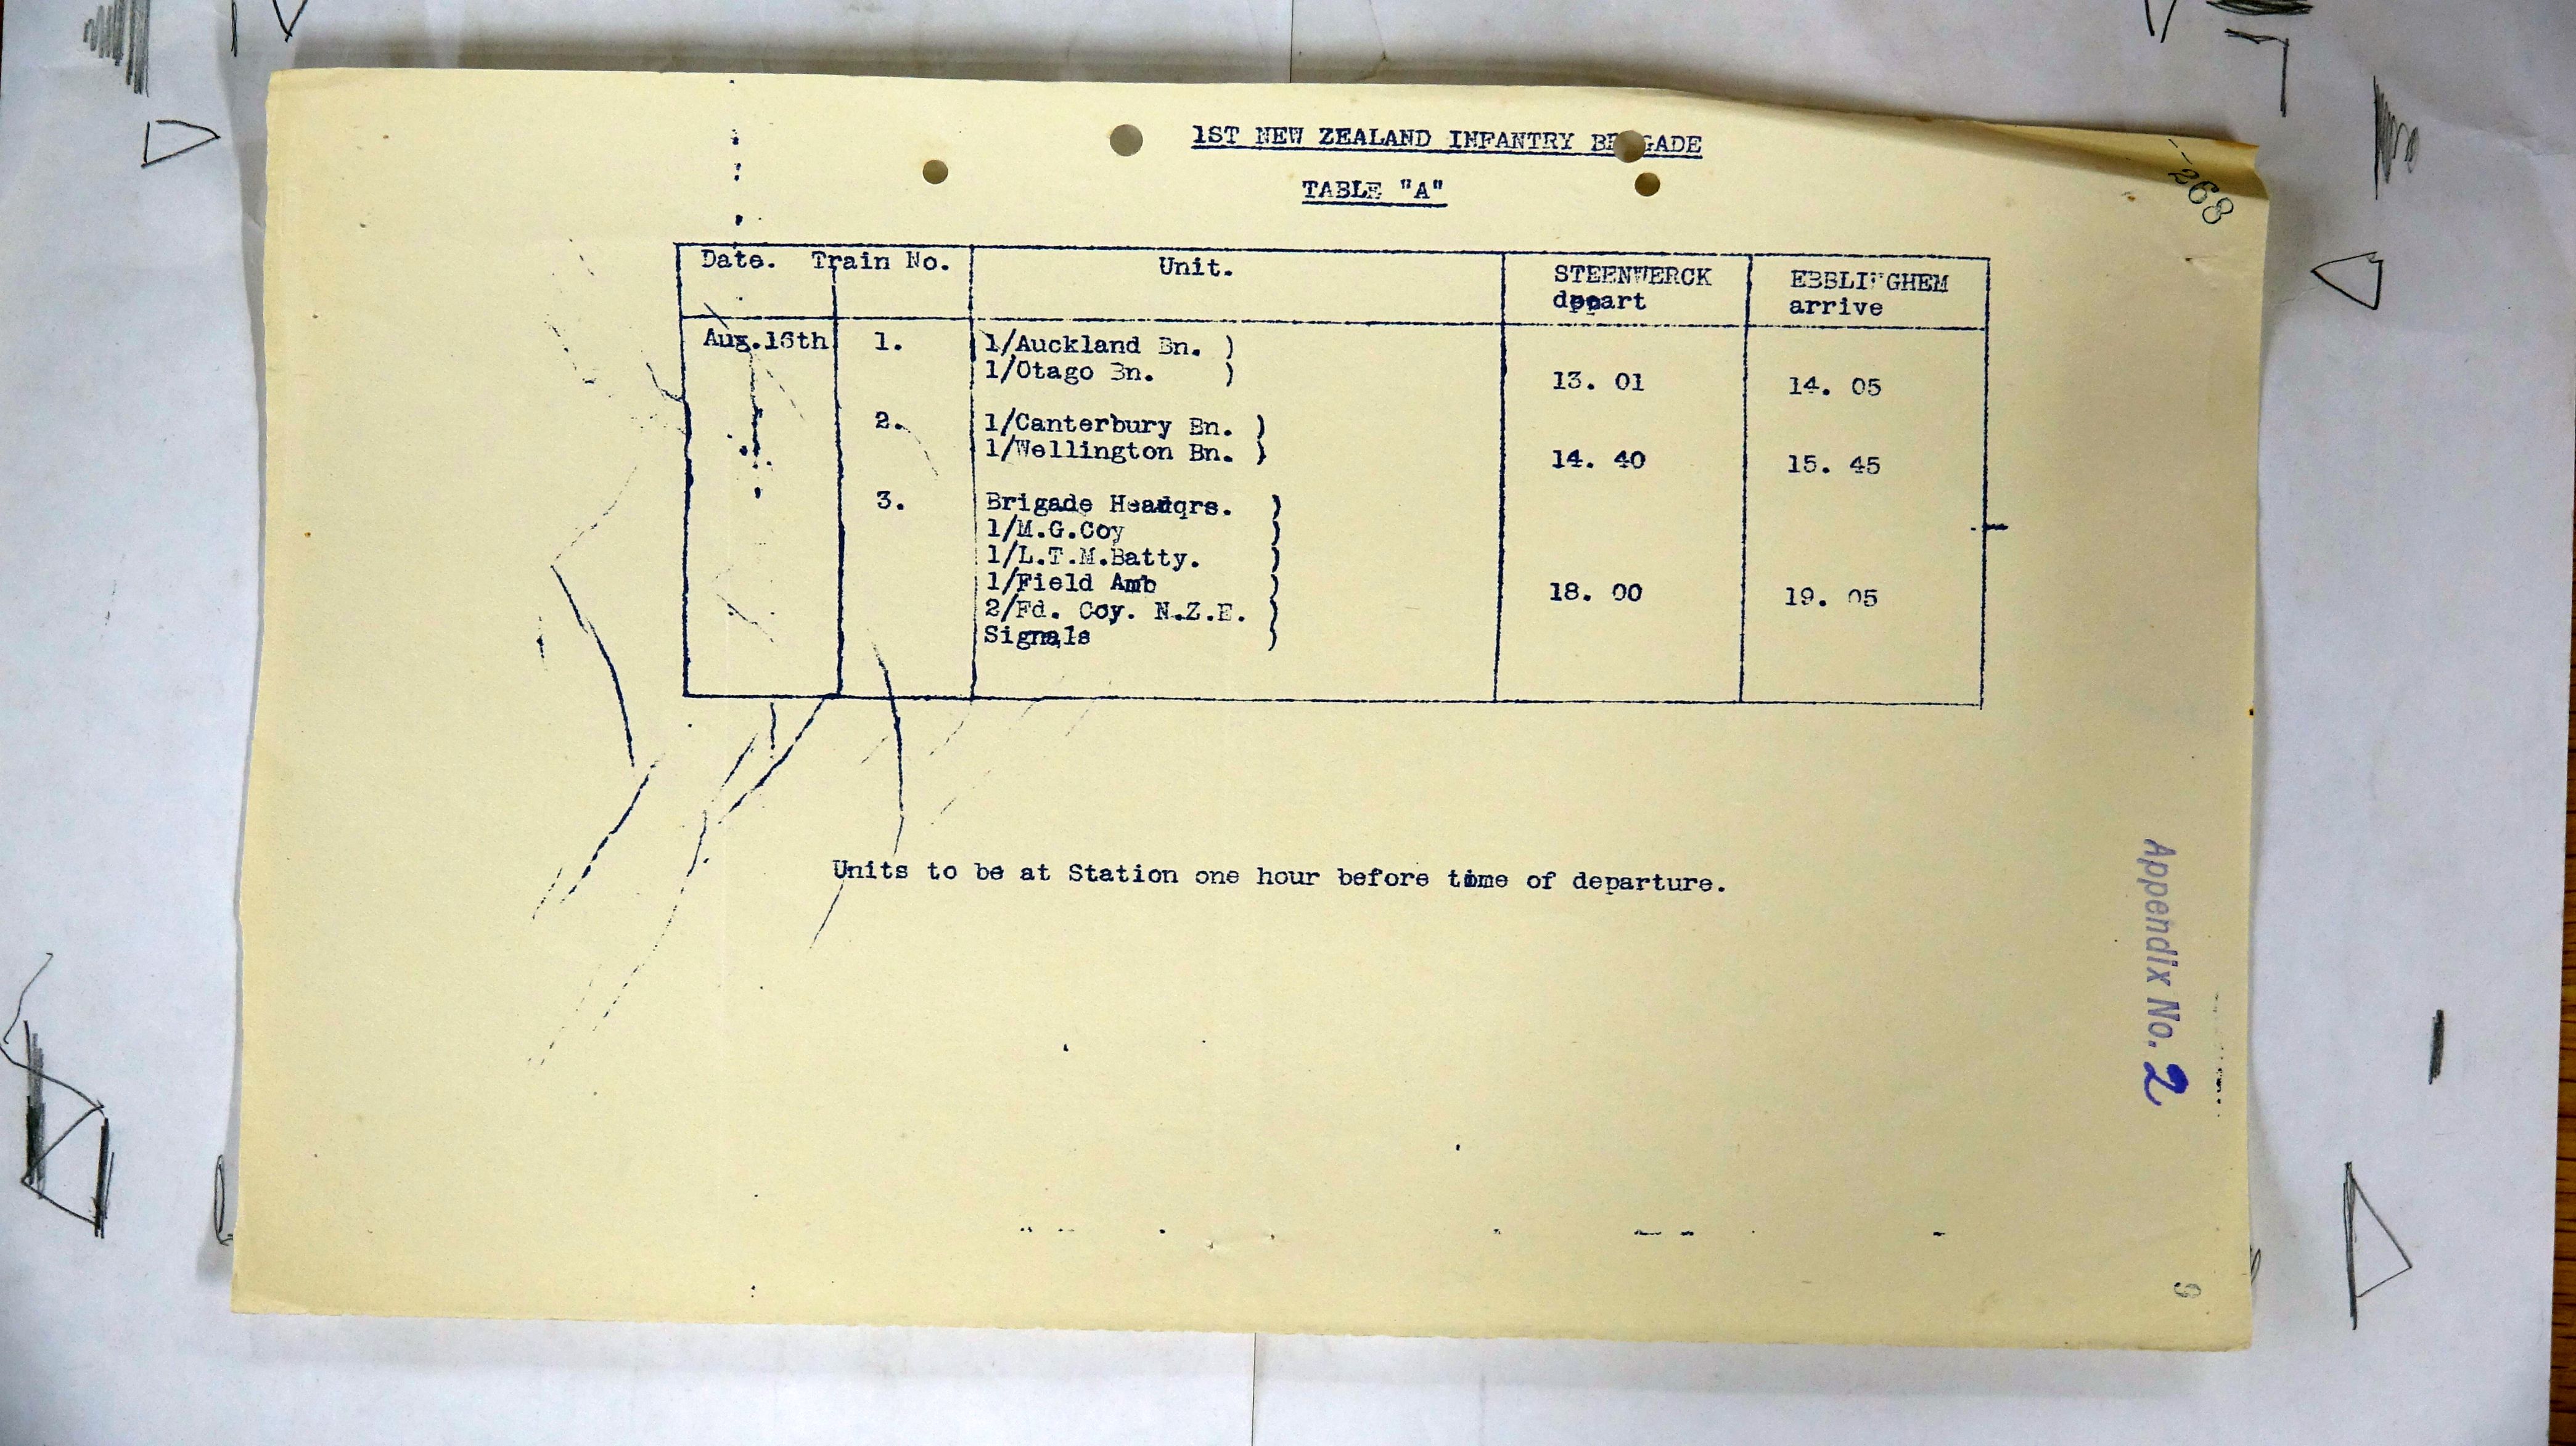 1ST NEW ZEALAND INFANTRY BRIGADE
TABLE "A"
268
Date. Train No. Unit. STEENWERCK depart EBBLINGHEM arrive
Aug.16th 1. 1/Auckland Bn. )
1/Otago Bn. ) 13. 01 14. 05
2. 1/Canterbury Bn. )
1/Wellington Bn. ) 14. 40 15. 45
3. Brigade Headqrs. )
1/M.G.Coy )
1/L.T.M.Batty. )
1/Field Amb ) 18. 00 19. 05
2/Fd. Coy. N.Z.E. )
Signals )
Units to be at Station one hour before time of departure.
Appendix No. 2
9